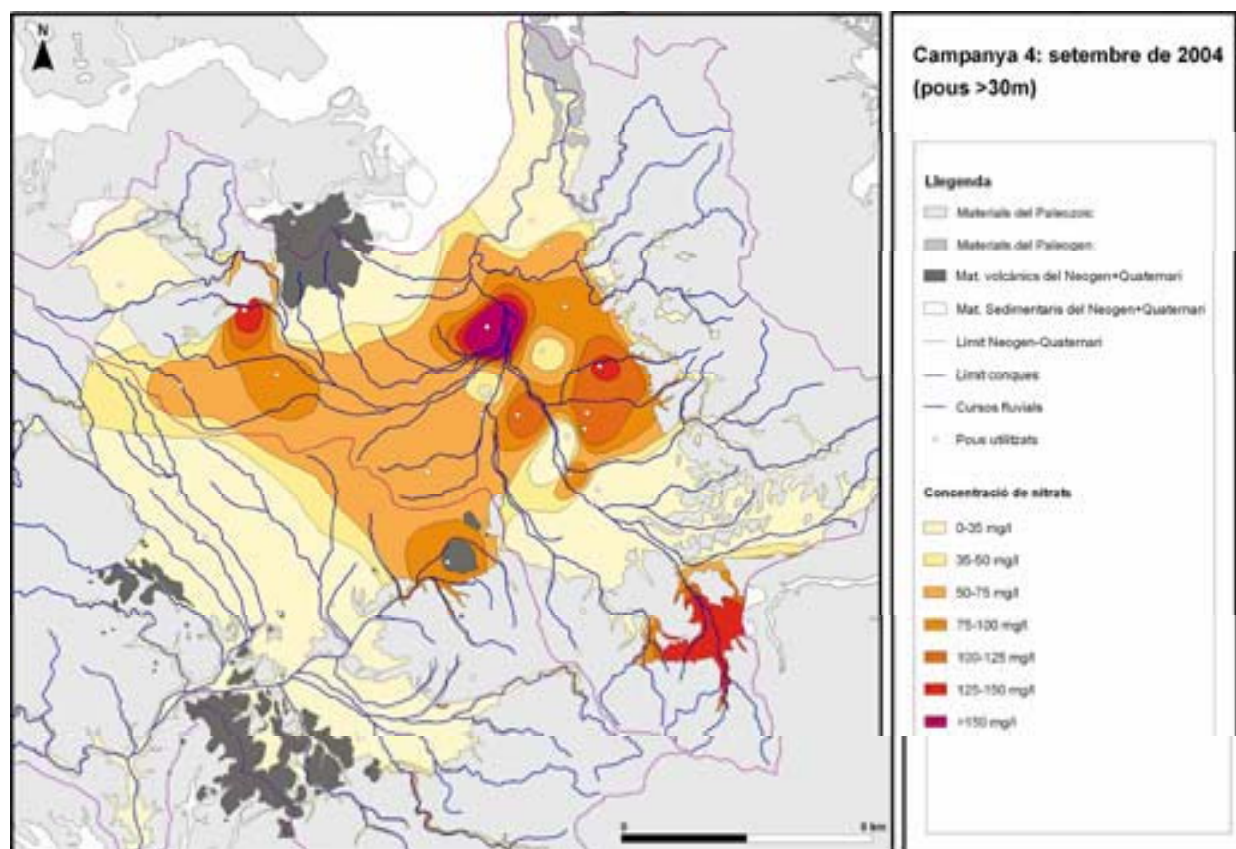 N
Campanya 4: setembre de 2004
(pous >30m)
Llegenda
Materials del Paleozoic
Materials del Paleogen
Mat. volcànics del Neogen+Quaternari
Mat. Sedimentaris del Neogen+Quaternari
Límit Neogen-Quaternari
Límit conques
Cursos fluvials
Pous utilitzats
Concentració de nitrats
0-35 mg/l
35-50 mg/l
50-75 mg/l
75-100 mg/l
100-125 mg/l
125-150 mg/l
>150 mg/l
0 km